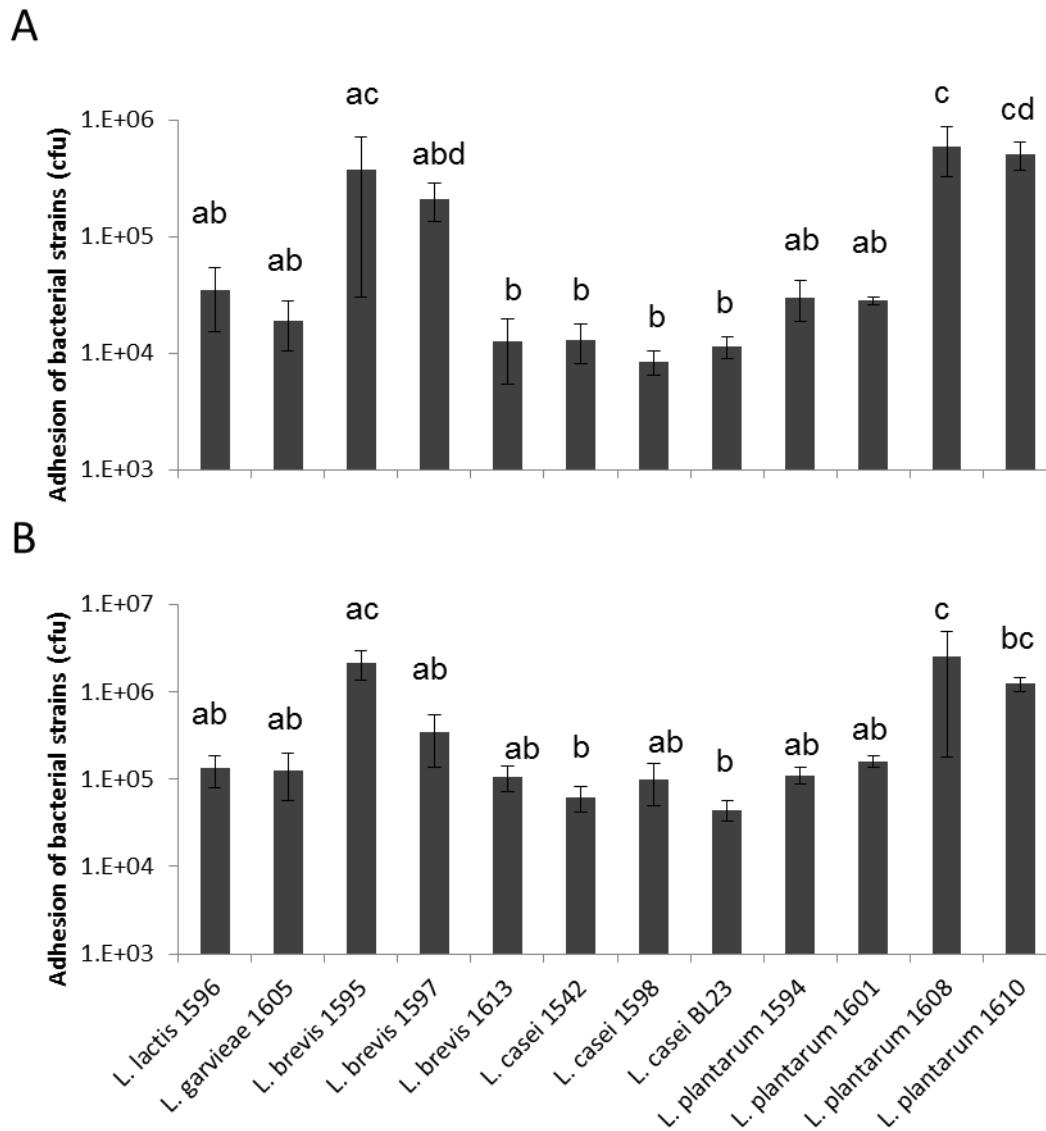 A
Adhesion of bacterial strains (cfu)
1.E+06
1.E+05
1.E+04
1.E+03
ab
ab
ac
abd
b
b
b
b
ab
ab
c
cd
B
Adhesion of bacterial strains (cfu)
1.E+07
1.E+06
1.E+05
1.E+04
1.E+03
ab
ab
ac
ab
ab
b
ab
b
ab
ab
c
bc
L. lactis 1596
L. garvieae 1605
L. brevis 1595
L. brevis 1597
L. brevis 1613
L. casei 1542
L. casei 1598
L. casei BL23
L. plantarum 1594
L. plantarum 1601
L. plantarum 1608
L. plantarum 1610